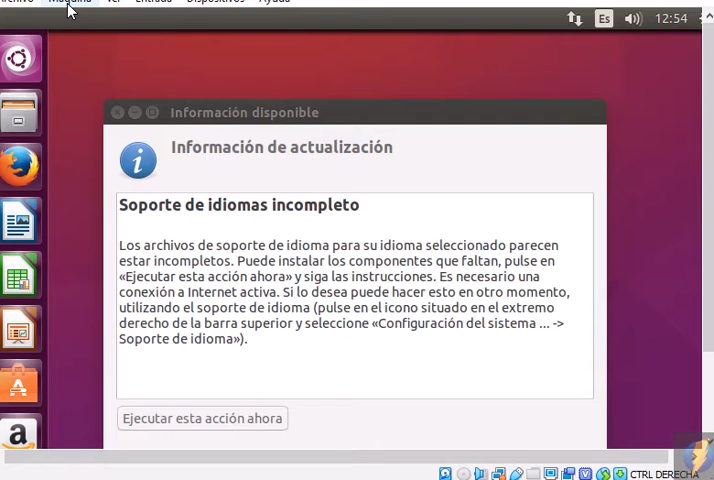 Archivo Máquina Ver Entrada Dispositivos Ayuda
Es 12:54
Información disponible
Información de actualización
Soporte de idiomas incompleto
Los archivos de soporte de idioma para su idioma seleccionado parecen
estar incompletos. Puede instalar los componentes que faltan, pulse en
«Ejecutar esta acción ahora» y siga las instrucciones. Es necesario una
conexión a Internet activa. Si lo desea puede hacer esto en otro momento,
utilizando el soporte de idioma (pulse en el icono situado en el extremo
derecho de la barra superior y seleccione «Configuración del sistema ... ->
Soporte de idioma»).
Ejecutar esta acción ahora
a
CTRL DERECHA